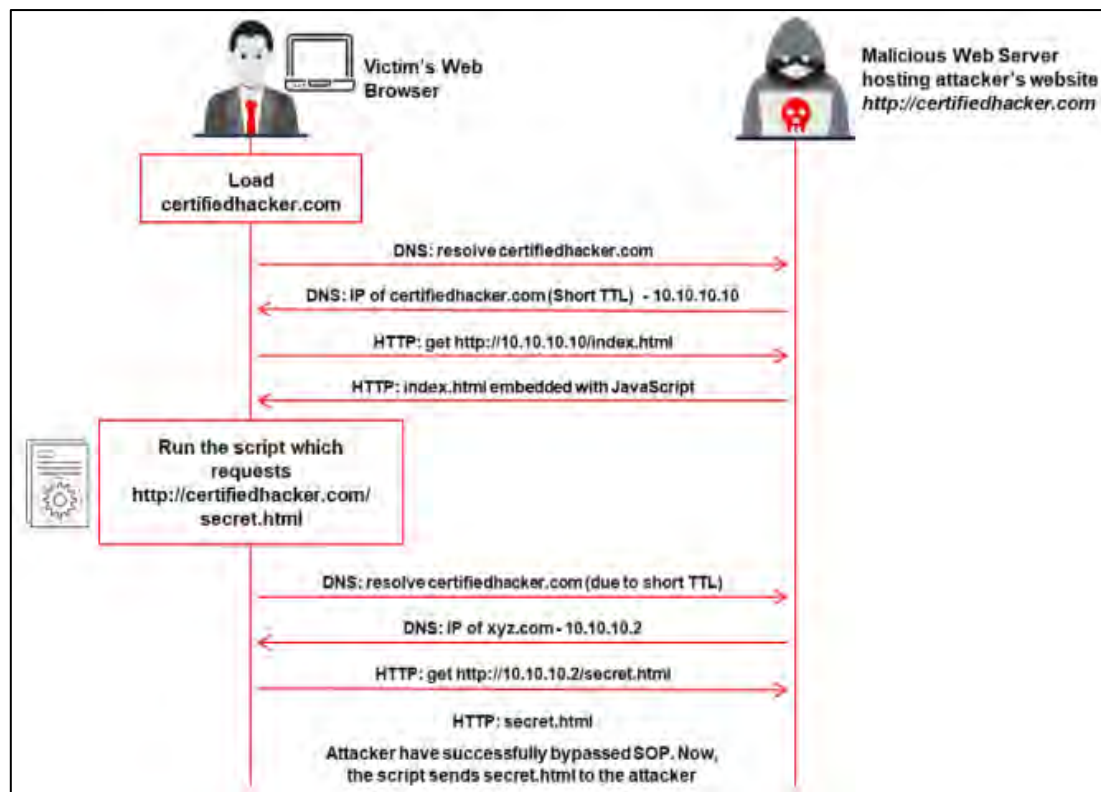 Victim's Web
Browser
Malicious Web Server
hosting attacker's website
http://certifiedhacker.com
Load
certifiedhacker.com
DNS: resolve certifiedhacker.com
DNS: IP of certifiedhacker.com (Short TTL) - 10.10.10.10
HTTP: get http://10.10.10.10/index.html
HTTP: index.html embedded with JavaScript
Run the script which
requests
http://certifiedhacker.com/
secret.html
DNS: resolve certifiedhacker.com (due to short TTL)
DNS: IP of xyz.com - 10.10.10.2
HTTP: get http://10.10.10.2/secret.html
HTTP: secret.html
Attacker have successfully bypassed SOP. Now,
the script sends secret.html to the attacker